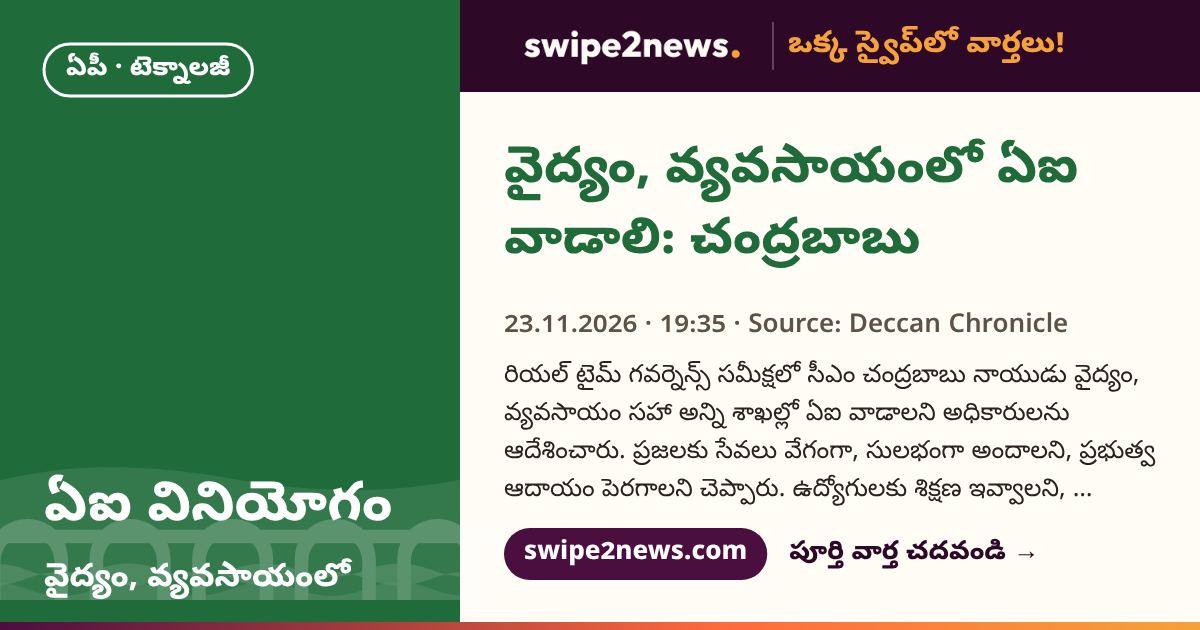 ఏపీ · టెక్నాలజీ
ఏఐ వినియోగం
వైద్యం, వ్యవసాయంలో
swipe2news.
ఒక్క స్వైప్‌లో వార్తలు!
వైద్యం, వ్యవసాయంలో ఏఐ
వాడాలి: చంద్రబాబు
23.11.2026 · 19:35 · Source: Deccan Chronicle
రియల్ టైమ్ గవర్నెన్స్ సమీక్షలో సీఎం చంద్రబాబు నాయుడు వైద్యం,
వ్యవసాయం సహా అన్ని శాఖల్లో ఏఐ వాడాలని అధికారులను
ఆదేశించారు. ప్రజలకు సేవలు వేగంగా, సులభంగా అందాలని, ప్రభుత్వ
ఆదాయం పెరగాలని చెప్పారు. ఉద్యోగులకు శిక్షణ ఇవ్వాలని, ...
swipe2news.com
పూర్తి వార్త చదవండి →